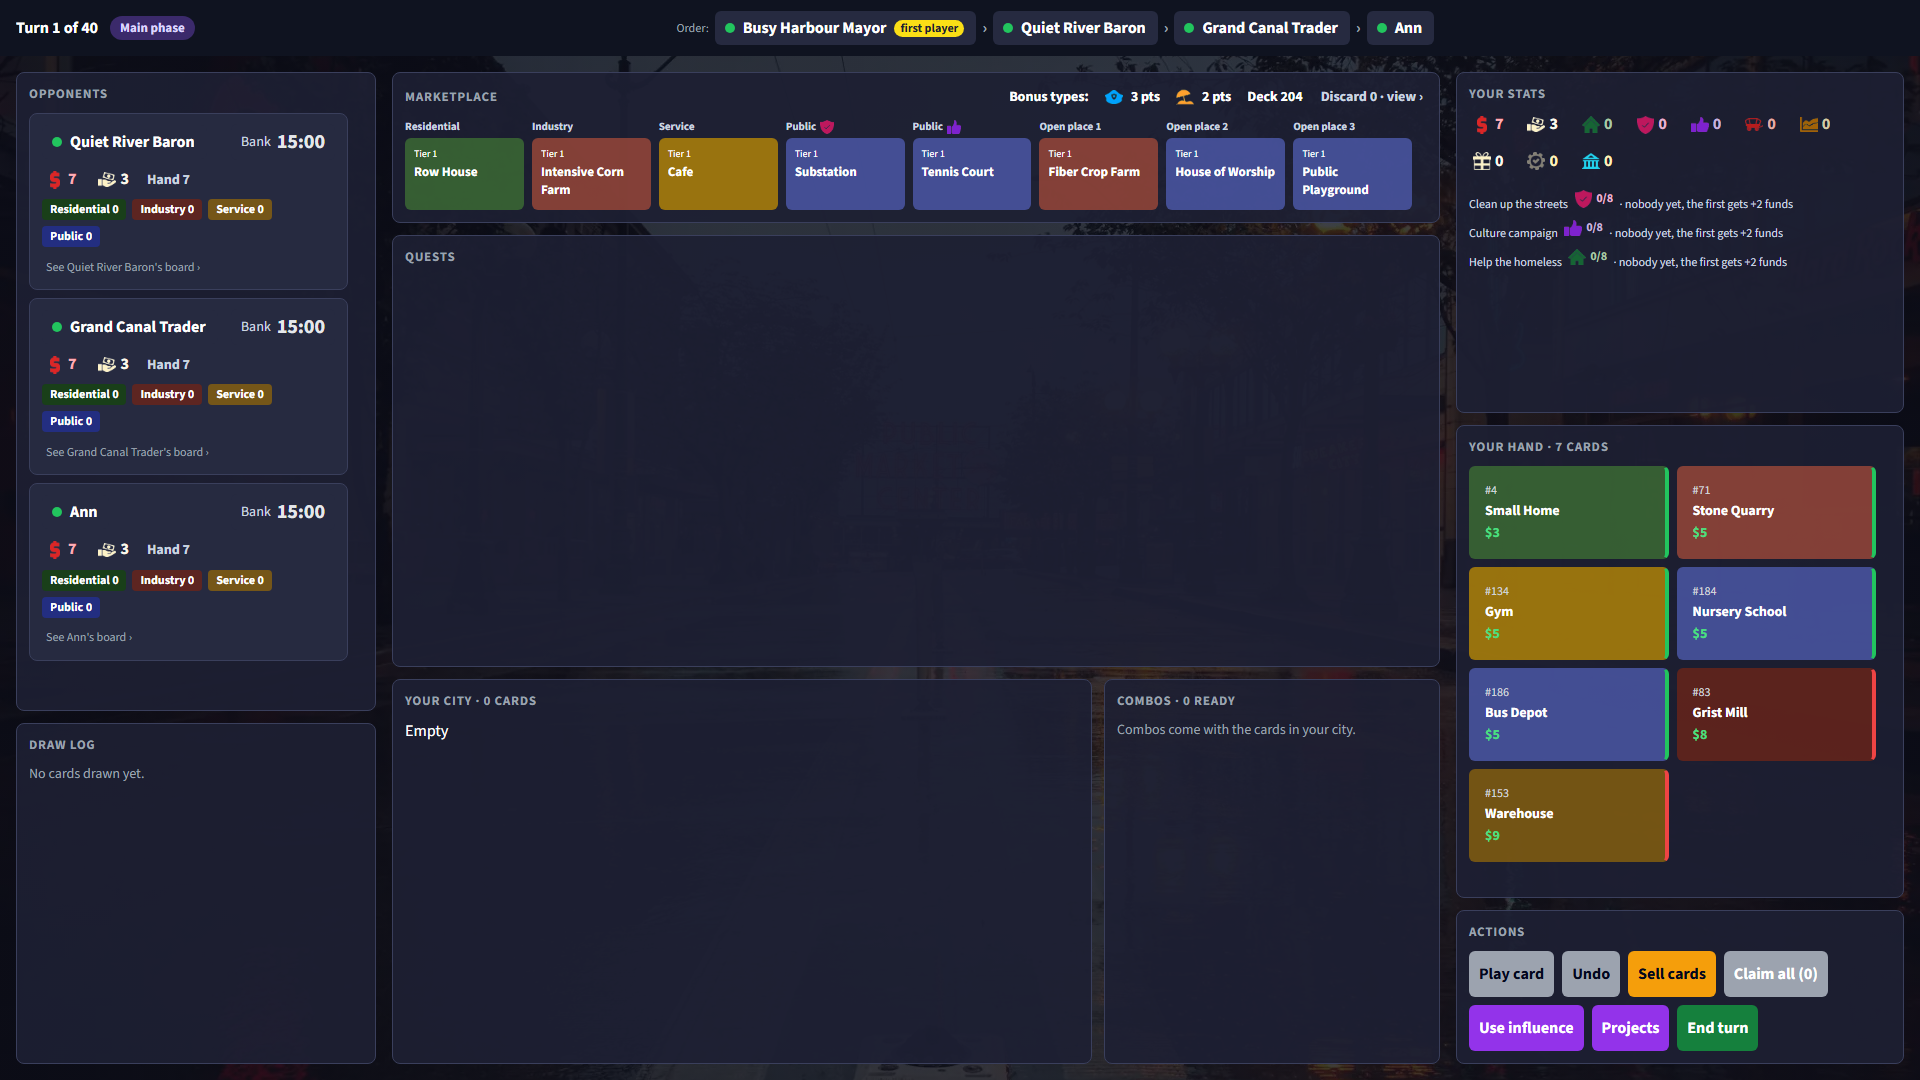 Turn 1 of 40
Main phase
Order:
Busy Harbour Mayor first player › Quiet River Baron › Grand Canal Trader › Ann
OPPONENTS
Quiet River Baron Bank 15:00
7 3 Hand 7
Residential 0 Industry 0 Service 0
Public 0
See Quiet River Baron's board ›
Grand Canal Trader Bank 15:00
7 3 Hand 7
Residential 0 Industry 0 Service 0
Public 0
See Grand Canal Trader's board ›
Ann Bank 15:00
7 3 Hand 7
Residential 0 Industry 0 Service 0
Public 0
See Ann's board ›
DRAW LOG
No cards drawn yet.
MARKETPLACE
Bonus types: 3 pts 2 pts Deck 204 Discard 0 · view ›
Residential
Tier 1
Row House
Industry
Tier 1
Intensive Corn
Farm
Service
Tier 1
Cafe
Public
Tier 1
Substation
Public
Tier 1
Tennis Court
Open place 1
Tier 1
Fiber Crop Farm
Open place 2
Tier 1
House of Worship
Open place 3
Tier 1
Public
Playground
QUESTS
YOUR CITY · 0 CARDS
Empty
COMBOS · 0 READY
Combos come with the cards in your city.
YOUR STATS
7 3 0 0 0 0 0
0 0 0
Clean up the streets 0/8 · nobody yet, the first gets +2 funds
Culture campaign 0/8 · nobody yet, the first gets +2 funds
Help the homeless 0/8 · nobody yet, the first gets +2 funds
YOUR HAND · 7 CARDS
#4
Small Home
$3
#71
Stone Quarry
$5
#134
Gym
$5
#184
Nursery School
$5
#186
Bus Depot
$5
#83
Grist Mill
$8
#153
Warehouse
$9
ACTIONS
Play card Undo Sell cards Claim all (0)
Use influence Projects End turn